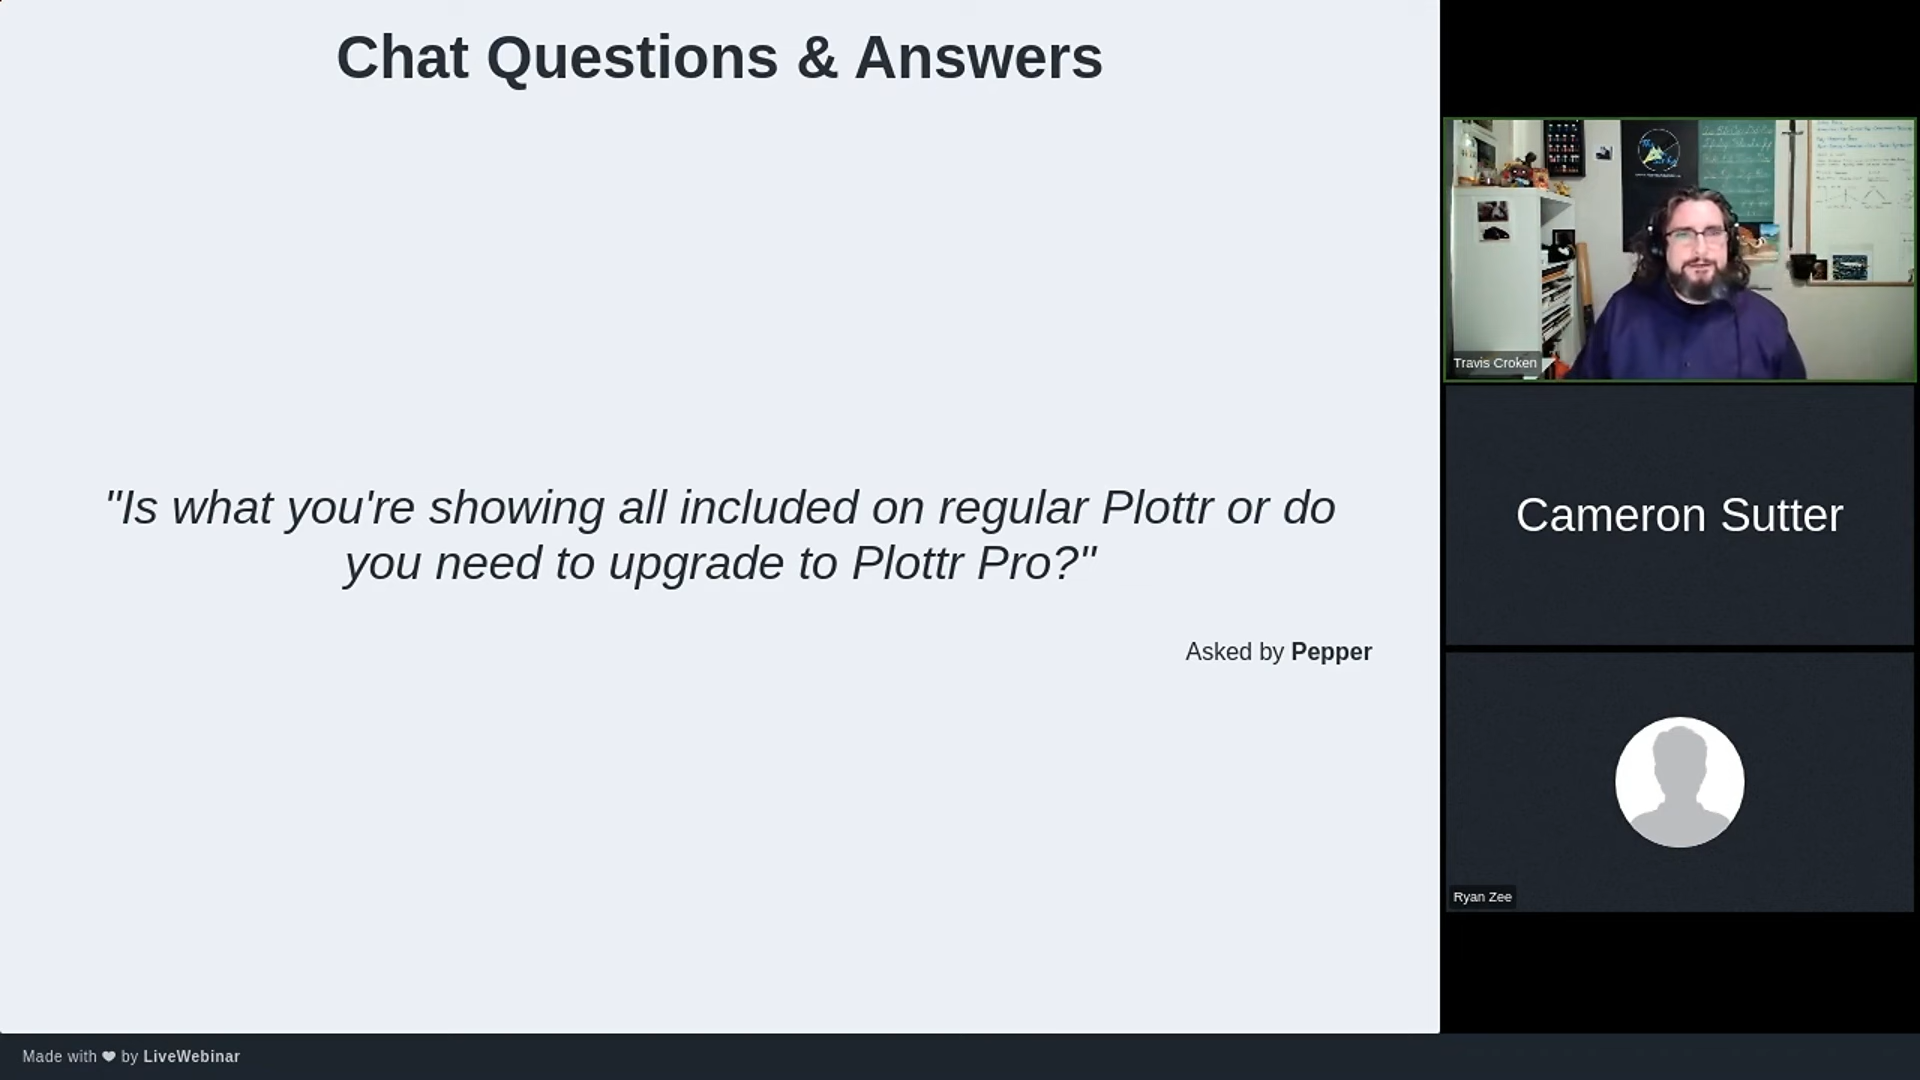 Chat Questions & Answers
"Is what you're showing all included on regular Plottr or do
you need to upgrade to Plottr Pro?"
Asked by Pepper
Travis Croken
Cameron Sutter
Ryan Zee
Made with ❤ by LiveWebinar